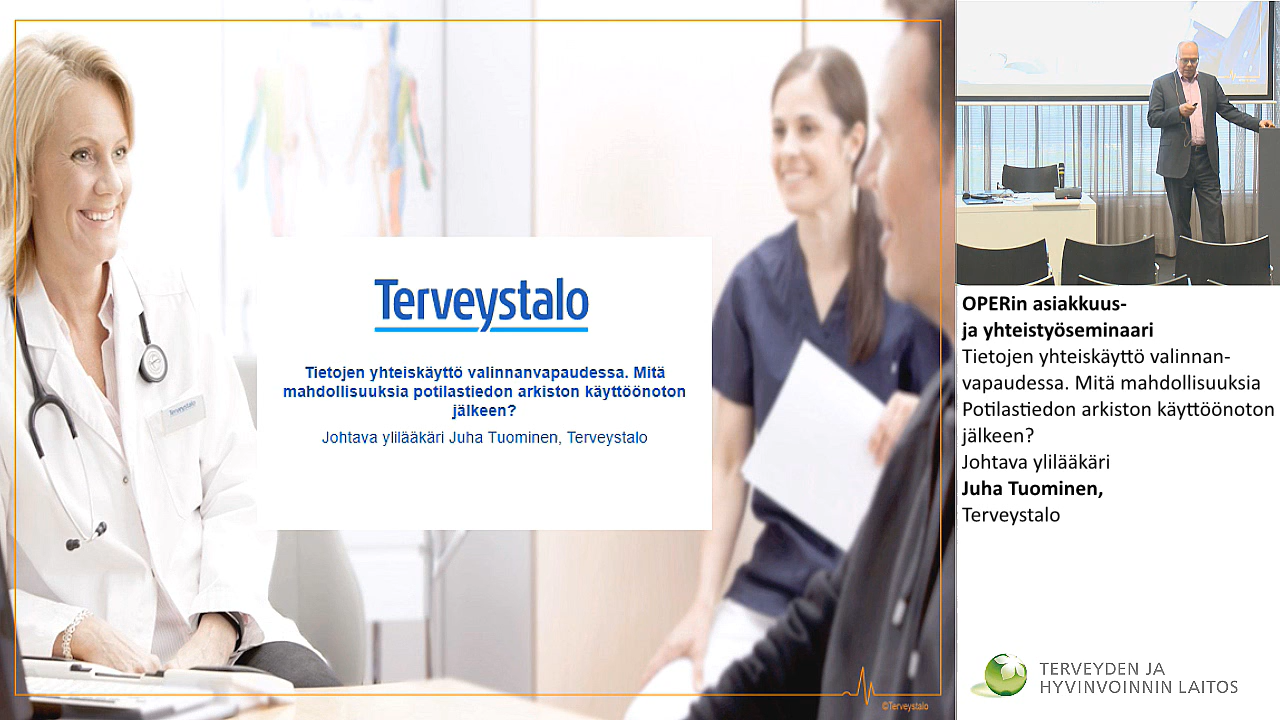 Terveystalo
Tietojen yhteiskäyttö valinnanvapaudessa. Mitä
mahdollisuuksia potilastiedon arkiston käyttöönoton
jälkeen?
Johtava ylilääkäri Juha Tuominen, Terveystalo
Terveystalo
©Terveystalo
OPERin asiakkuus-
ja yhteistyöseminaari
Tietojen yhteiskäyttö valinnan-
vapaudessa. Mitä mahdollisuuksia
Potilastiedon arkiston käyttöönoton
jälkeen?
Johtava ylilääkäri
Juha Tuominen,
Terveystalo
TERVEYDEN JA
HYVINVOINNIN LAITOS